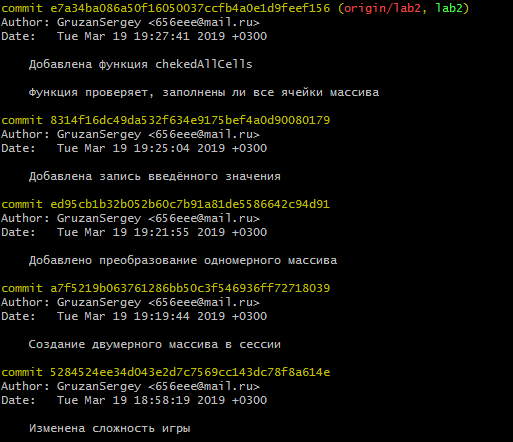 commit e7a34ba086a50f16050037ccfb4a0e1d9feef156 (origin/lab2, lab2)
Author: GruzanSergey <656eee@mail.ru>
Date:   Tue Mar 19 19:27:41 2019 +0300
Добавлена функция chekedAllCells
Функция проверяет, заполнены ли все ячейки массива
commit 8314f16dc49da532f634e9175bef4a0d90080179
Author: GruzanSergey <656eee@mail.ru>
Date:   Tue Mar 19 19:25:04 2019 +0300
Добавлена запись введённого значения
commit ed95cb1b32b052b60c7b91a81de5586642c94d91
Author: GruzanSergey <656eee@mail.ru>
Date:   Tue Mar 19 19:21:55 2019 +0300
Добавлено преобразование одномерного массива
commit a7f5219b063761286bb50c3f546936ff72718039
Author: GruzanSergey <656eee@mail.ru>
Date:   Tue Mar 19 19:19:44 2019 +0300
Создание двумерного массива в сессии
commit 5284524ee34d043e2d7c7569cc143dc78f8a614e
Author: GruzanSergey <656eee@mail.ru>
Date:   Tue Mar 19 18:58:19 2019 +0300
Изменена сложность игры